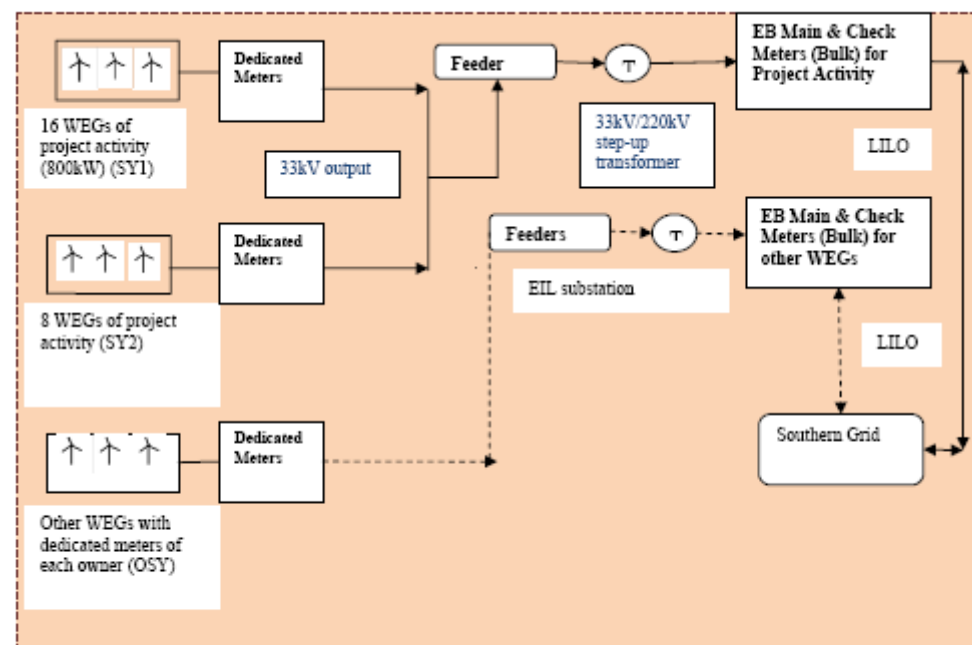 Dedicated
Meters
Feeder
T
EB Main & Check
Meters (Bulk) for
Project Activity
16 WEGs of
project activity
(800kW) (SY1)
33kV output
33kV/220kV
step-up
transformer
LILO
Dedicated
Meters
Feeders
T
EB Main & Check
Meters (Bulk) for
other WEGs
EIL substation
8 WEGs of project
activity (SY2)
LILO
Dedicated
Meters
Southern Grid
Other WEGs with
dedicated meters of
each owner (OSY)